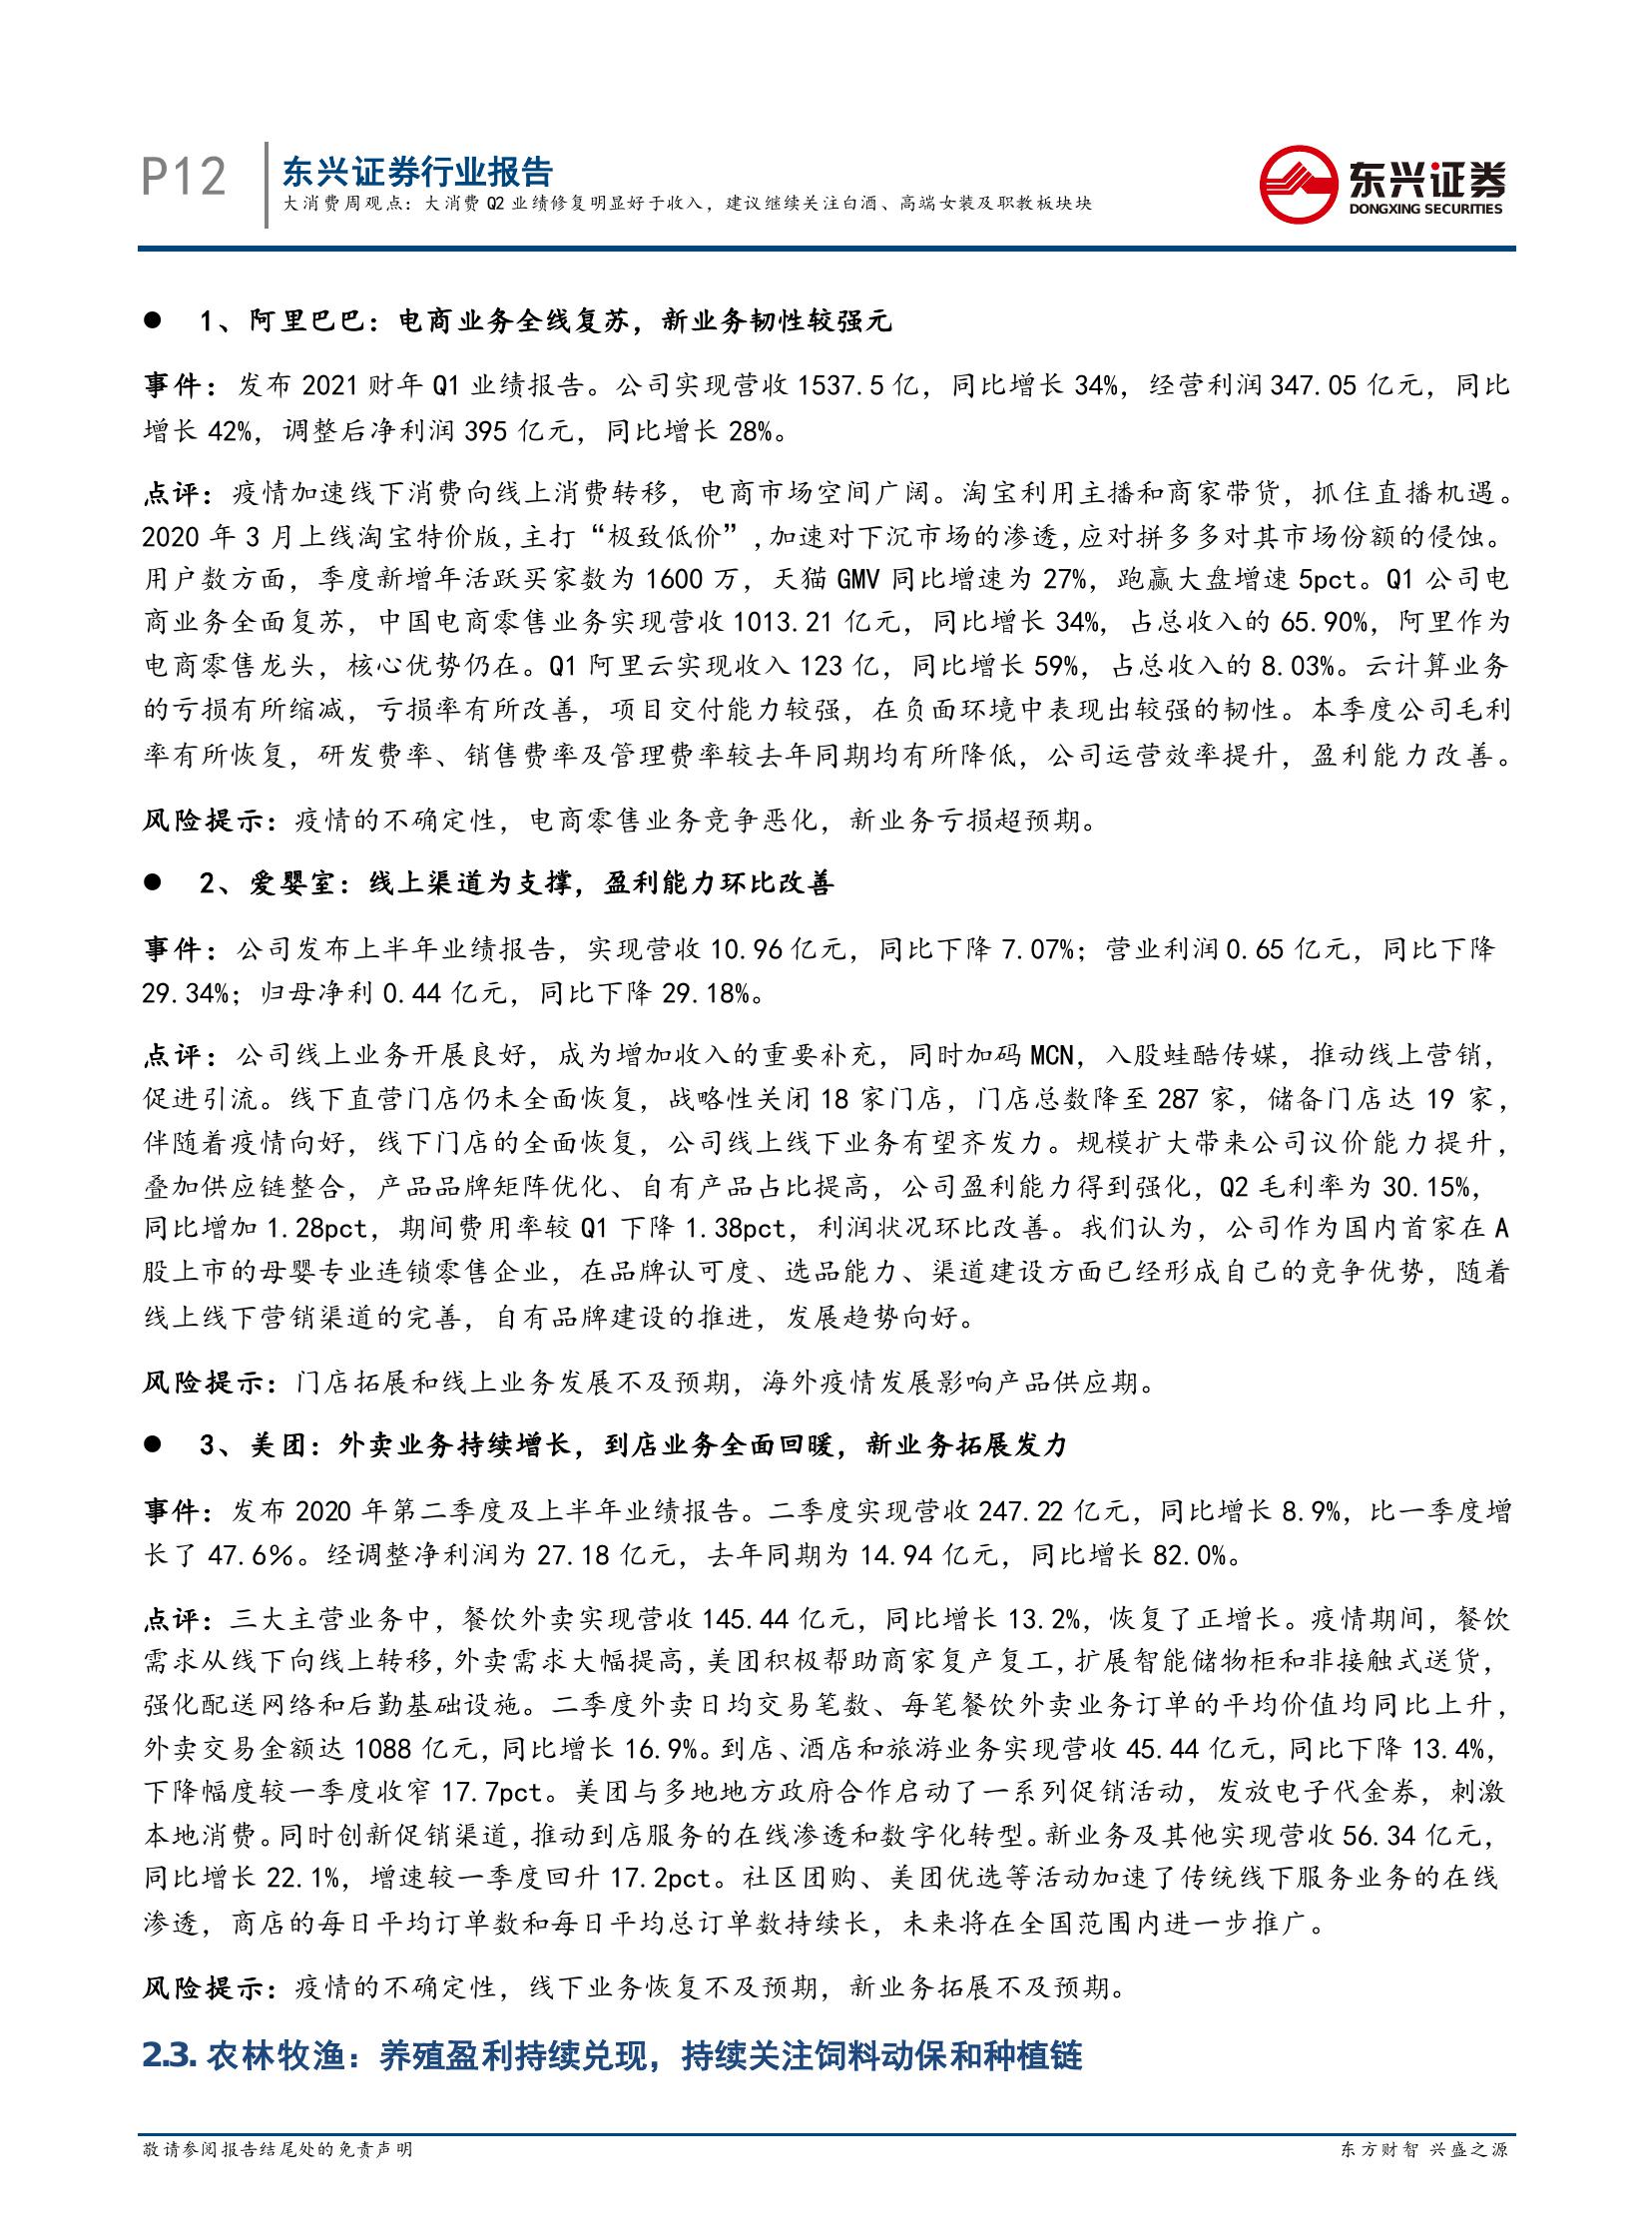 P12
东兴证券行业报告
大消费周观点：大消费 Q2 业绩修复明显好于收入，建议继续关注白酒、高端女装及职教板块块
东兴证券
DONGXING SECURITIES
● 1、阿里巴巴：电商业务全线复苏，新业务韧性较强元
事件：发布 2021 财年 Q1 业绩报告。公司实现营收 1537.5 亿，同比增长 34%，经营利润 347.05 亿元，同比
增长 42%，调整后净利润 395 亿元，同比增长 28%。
点评：疫情加速线下消费向线上消费转移，电商市场空间广阔。淘宝利用主播和商家带货，抓住直播机遇。
2020 年 3 月上线淘宝特价版，主打“极致低价”，加速对下沉市场的渗透，应对拼多多对其市场份额的侵蚀。
用户数方面，季度新增年活跃买家数为 1600 万，天猫 GMV 同比增速为 27%，跑赢大盘增速 5pct。Q1 公司电
商业务全面复苏，中国电商零售业务实现营收 1013.21 亿元，同比增长 34%，占总收入的 65.90%，阿里作为
电商零售龙头，核心优势仍在。Q1 阿里云实现收入 123 亿，同比增长 59%，占总收入的 8.03%。云计算业务
的亏损有所缩减，亏损率有所改善，项目交付能力较强，在负面环境中表现出较强的韧性。本季度公司毛利
率有所恢复，研发费率、销售费率及管理费率较去年同期均有所降低，公司运营效率提升，盈利能力改善。
风险提示：疫情的不确定性，电商零售业务竞争恶化，新业务亏损超预期。
● 2、爱婴室：线上渠道为支撑，盈利能力环比改善
事件：公司发布上半年业绩报告，实现营收 10.96 亿元，同比下降 7.07%；营业利润 0.65 亿元，同比下降
29.34%；归母净利 0.44 亿元，同比下降 29.18%。
点评：公司线上业务开展良好，成为增加收入的重要补充，同时加码 MCN，入股蛙酷传媒，推动线上营销，
促进引流。线下直营门店仍未全面恢复，战略性关闭 18 家门店，门店总数降至 287 家，储备门店达 19 家，
伴随着疫情向好，线下门店的全面恢复，公司线上线下业务有望齐发力。规模扩大带来公司议价能力提升，
叠加供应链整合，产品品牌矩阵优化、自有产品占比提高，公司盈利能力得到强化，Q2 毛利率为 30.15%，
同比增加 1.28pct，期间费用率较 Q1 下降 1.38pct，利润状况环比改善。我们认为，公司作为国内首家在 A
股上市的母婴专业连锁零售企业，在品牌认可度、选品能力、渠道建设方面已经形成自己的竞争优势，随着
线上线下营销渠道的完善，自有品牌建设的推进，发展趋势向好。
风险提示：门店拓展和线上业务发展不及预期，海外疫情发展影响产品供应期。
● 3、美团：外卖业务持续增长，到店业务全面回暖，新业务拓展发力
事件：发布 2020 年第二季度及上半年业绩报告。二季度实现营收 247.22 亿元，同比增长 8.9%，比一季度增
长了 47.6％。经调整净利润为 27.18 亿元，去年同期为 14.94 亿元，同比增长 82.0%。
点评：三大主营业务中，餐饮外卖实现营收 145.44 亿元，同比增长 13.2%，恢复了正增长。疫情期间，餐饮
需求从线下向线上转移，外卖需求大幅提高，美团积极帮助商家复产复工，扩展智能储物柜和非接触式送货，
强化配送网络和后勤基础设施。二季度外卖日均交易笔数、每笔餐饮外卖业务订单的平均价值均同比上升，
外卖交易金额达 1088 亿元，同比增长 16.9%。到店、酒店和旅游业务实现营收 45.44 亿元，同比下降 13.4%，
下降幅度较一季度收窄 17.7pct。美团与多地地方政府合作启动了一系列促销活动，发放电子代金券，刺激
本地消费。同时创新促销渠道，推动到店服务的在线渗透和数字化转型。新业务及其他实现营收 56.34 亿元，
同比增长 22.1%，增速较一季度回升 17.2pct。社区团购、美团优选等活动加速了传统线下服务业务的在线
渗透，商店的每日平均订单数和每日平均总订单数持续长，未来将在全国范围内进一步推广。
风险提示：疫情的不确定性，线下业务恢复不及预期，新业务拓展不及预期。
2.3. 农林牧渔：养殖盈利持续兑现，持续关注饲料动保和种植链
敬请参阅报告结尾处的免责声明
东方财智 兴盛之源